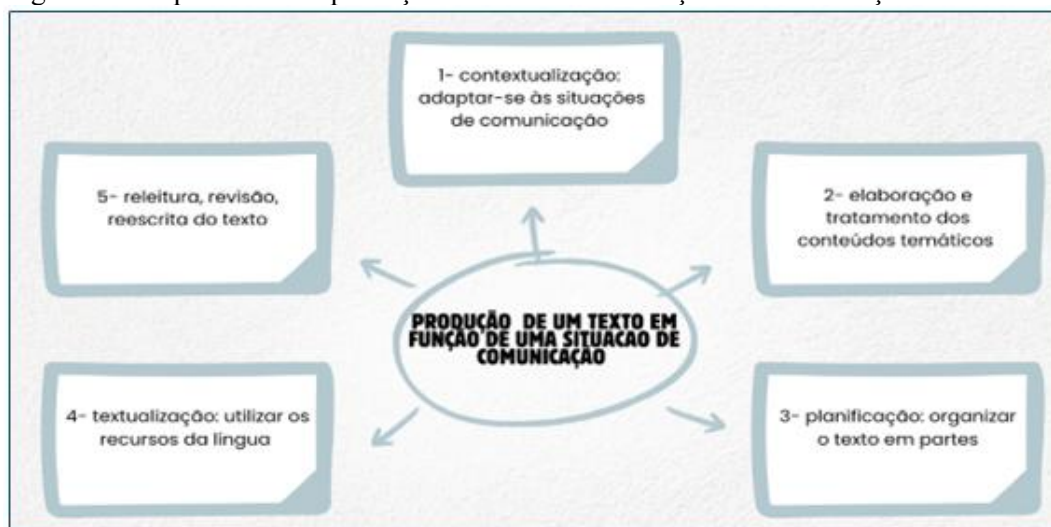 1- contextualização:
adaptar-se às situações
de comunicação
2- elaboração e
tratamento dos
conteúdos temáticos
3- planificação: organizar
o texto em partes
4- textualização: utilizar os
recursos da língua
5- releitura, revisão,
reescrita do texto
PRODUÇÃO DE UM TEXTO EM
FUNÇÃO DE UMA SITUACAO DE
COMUNICAÇÃO